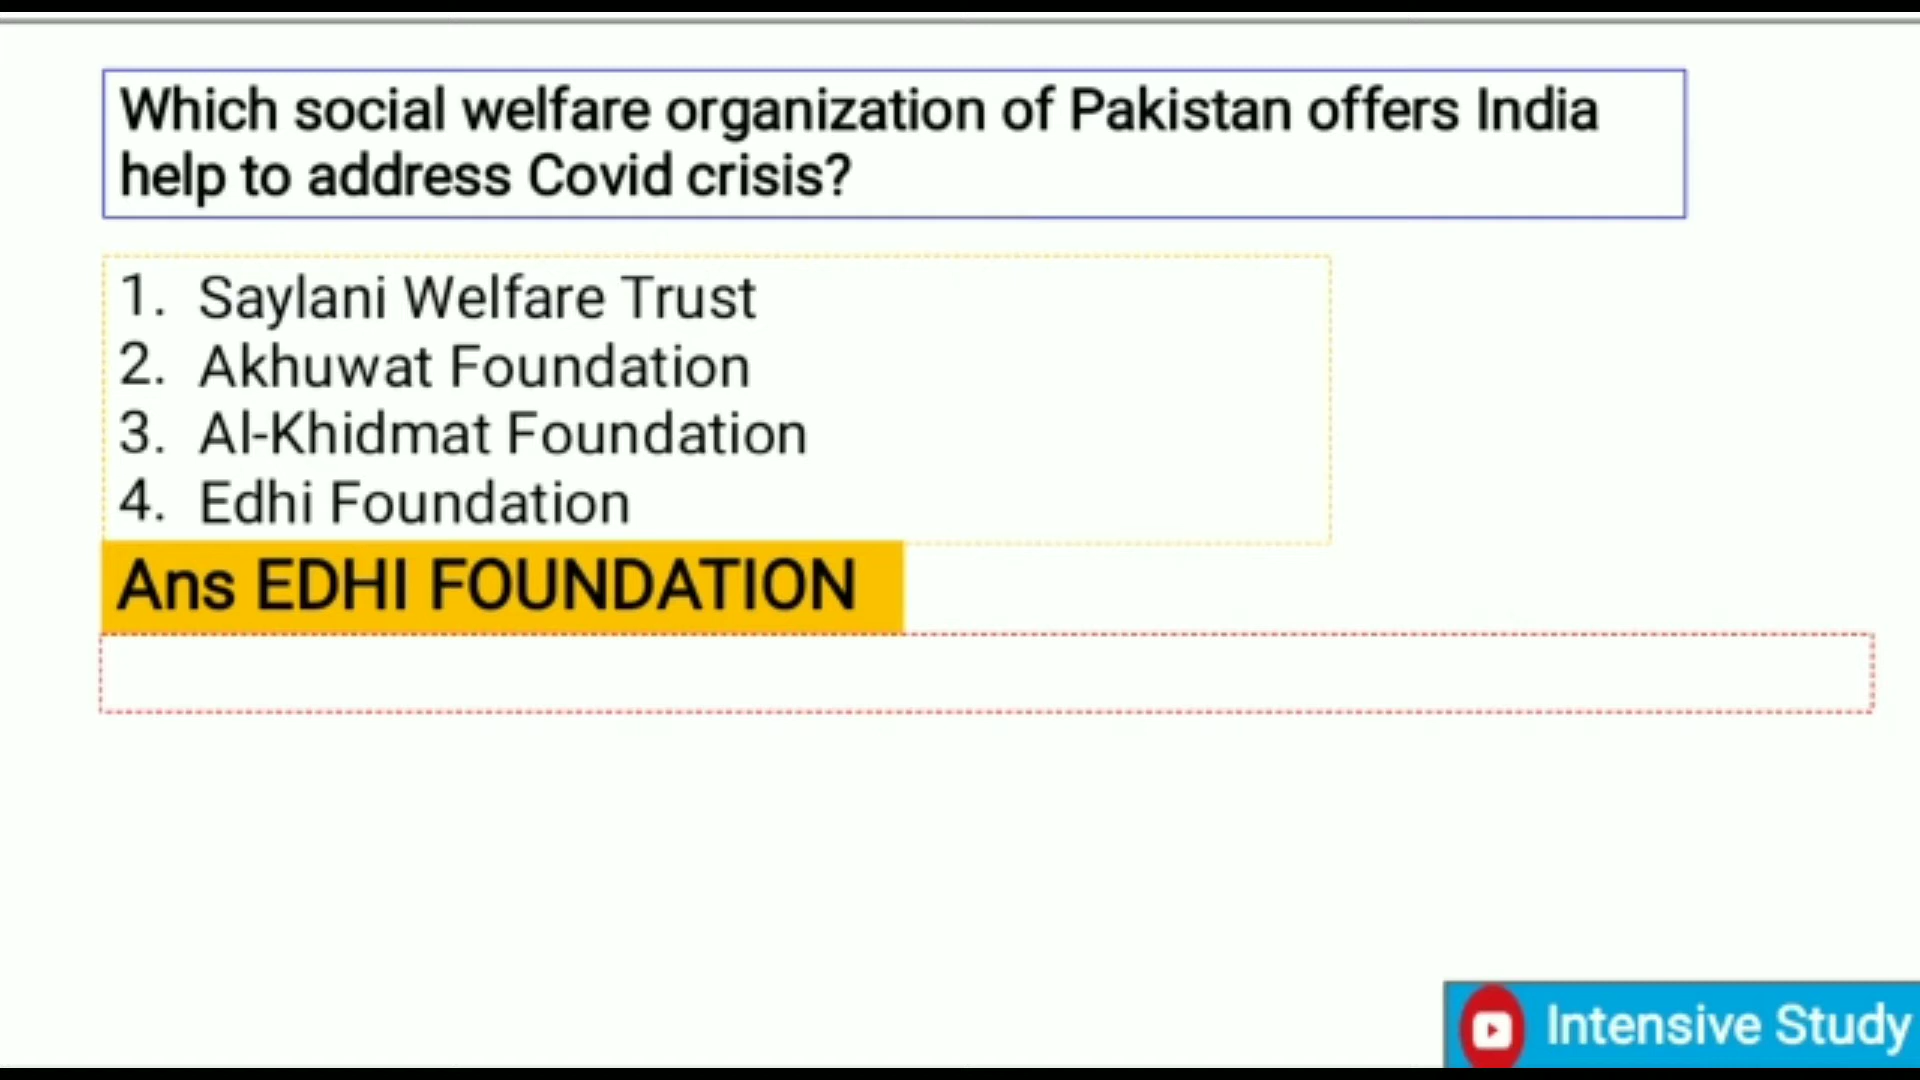 Which social welfare organization of Pakistan offers India
help to address Covid crisis?
1. Saylani Welfare Trust
2. Akhuwat Foundation
3. Al-Khidmat Foundation
4. Edhi Foundation
Ans EDHI FOUNDATION
Intensive Study